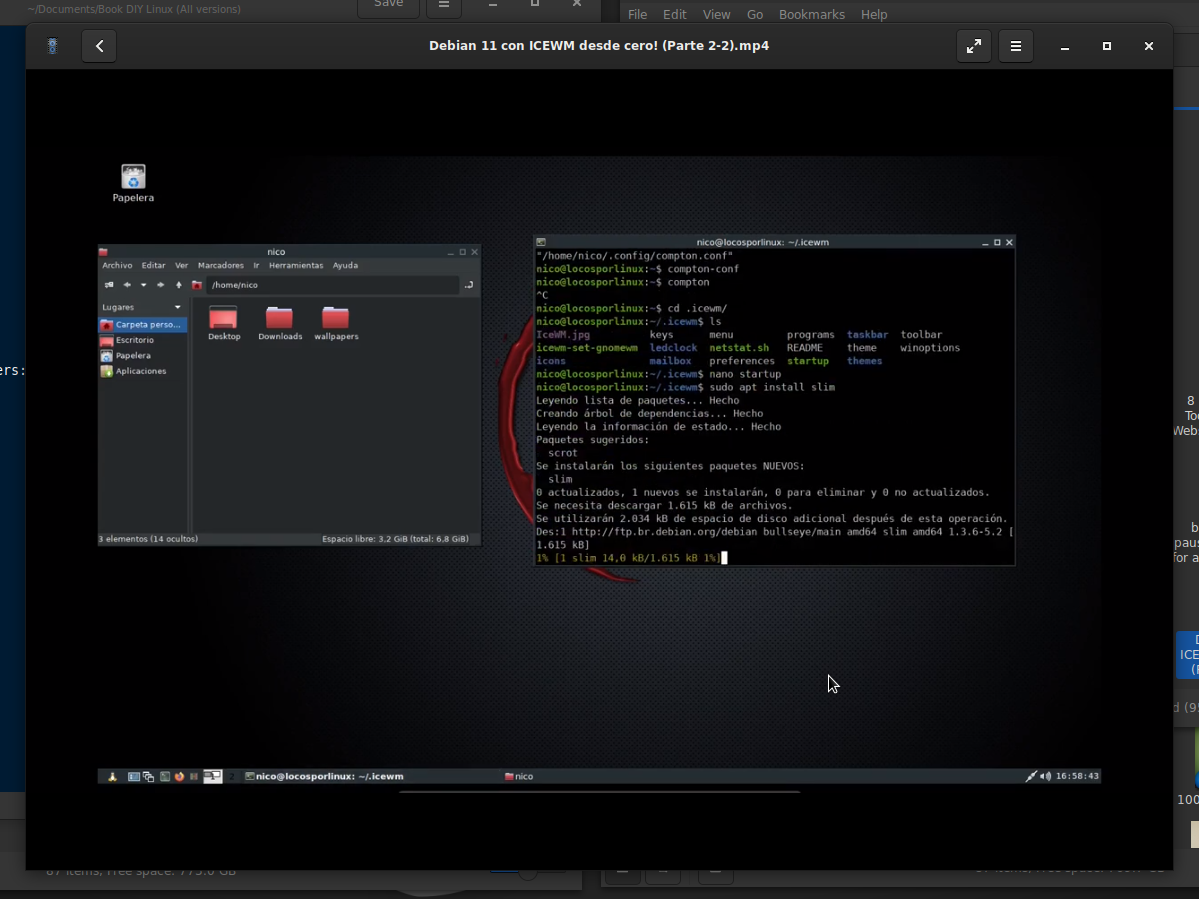 ~/Documents/Book DIY Linux (All versions)
Save
File Edit View Go Bookmarks Help
Debian 11 con ICEWM desde cero! (Parte 2-2).mp4
Papelera
nico
Archivo Editar Ver Marcadores Ir Herramientas Ayuda
/home/nico
Lugares
Carpeta perso...
Escritorio
Papelera
Aplicaciones
Desktop Downloads wallpapers
3 elementos (14 ocultos) Espacio libre: 3,2 GiB (total: 6,8 GiB)
nico@locosporlinux: ~/.icewm
"/home/nico/.config/compton.conf"
nico@locosporlinux:~$ compton-conf
nico@locosporlinux:~$ compton
^C
nico@locosporlinux:~$ cd .icewm/
nico@locosporlinux:~/.icewm$ ls
IceWM.jpg keys menu programs taskbar toolbar
icewm-set-gnomewm ledclock netstat.sh README theme winoptions
icons mailbox preferences startup themes
nico@locosporlinux:~/.icewm$ nano startup
nico@locosporlinux:~/.icewm$ sudo apt install slim
Leyendo lista de paquetes... Hecho
Creando árbol de dependencias... Hecho
Leyendo la información de estado... Hecho
Paquetes sugeridos:
scrot
Se instalarán los siguientes paquetes NUEVOS:
slim
0 actualizados, 1 nuevos se instalarán, 0 para eliminar y 0 no actualizados.
Se necesita descargar 1.615 kB de archivos.
Se utilizarán 2.034 kB de espacio de disco adicional después de esta operación.
Des:1 http://ftp.br.debian.org/debian bullseye/main amd64 slim amd64 1.3.6-5.2 [
1.615 kB]
1% [1 slim 14,0 kB/1.615 kB 1%]
2 nico@locosporlinux: ~/.icewm nico 16:58:43
ers:
8
Web
for a
ICE
100